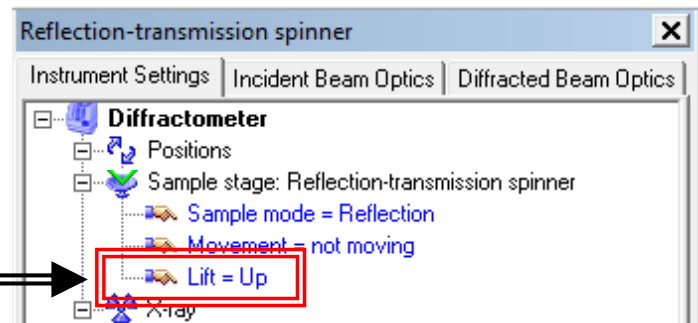 Reflection-transmission spinner
Instrument Settings Incident Beam Optics Diffracted Beam Optics
Diffractometer
Positions
Sample stage: Reflection-transmission spinner
Sample mode = Reflection
Movement = not moving
Lift = Up
X-ray